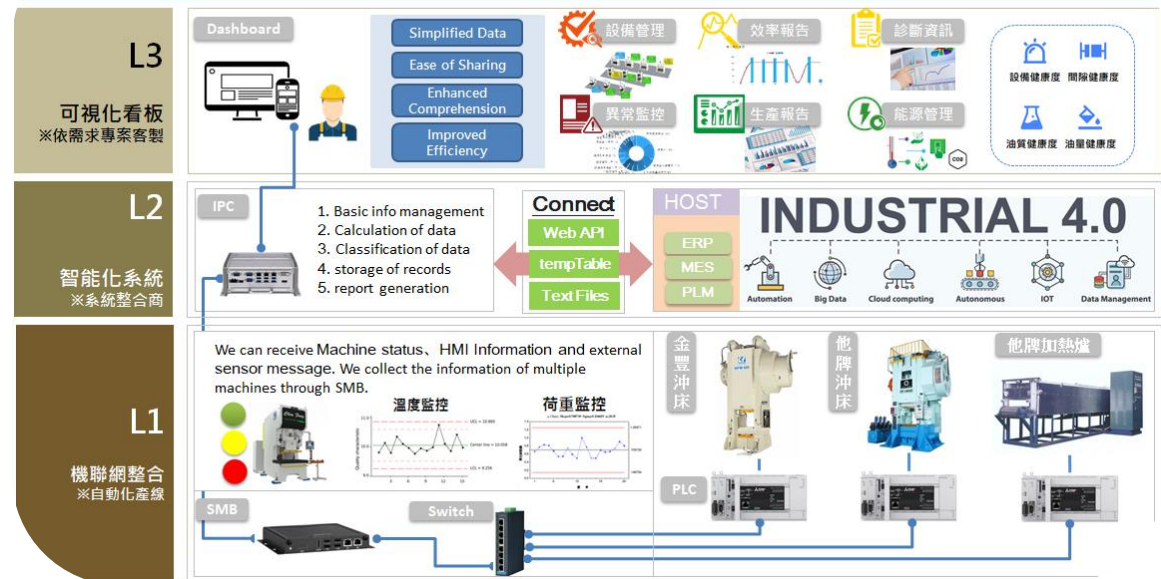 L3
可視化看板
※依需求專案客製
Dashboard
Simplified Data
Ease of Sharing
Enhanced
Comprehension
Improved
Efficiency
設備管理
效率報告
診斷資訊
異常監控
生產報告
能源管理
CO2
設備健康度
間隙健康度
油質健康度
油量健康度
L2
智能化系統
※系統整合商
IPC
1. Basic info management
2. Calculation of data
3. Classification of data
4. storage of records
5. report generation
Connect
Web API
tempTable
Text Files
HOST
ERP
MES
PLM
INDUSTRIAL 4.0
Automation
Big Data
Cloud computing
Autonomous
IOT
Data Management
L1
機聯網整合
※自動化產線
We can receive Machine status、HMI Information and external
sensor message. We collect the information of multiple
machines through SMB.
溫度監控
荷重監控
Quality characteristic
金豐沖床
他牌沖床
他牌加熱爐
PLC
SMB
Switch